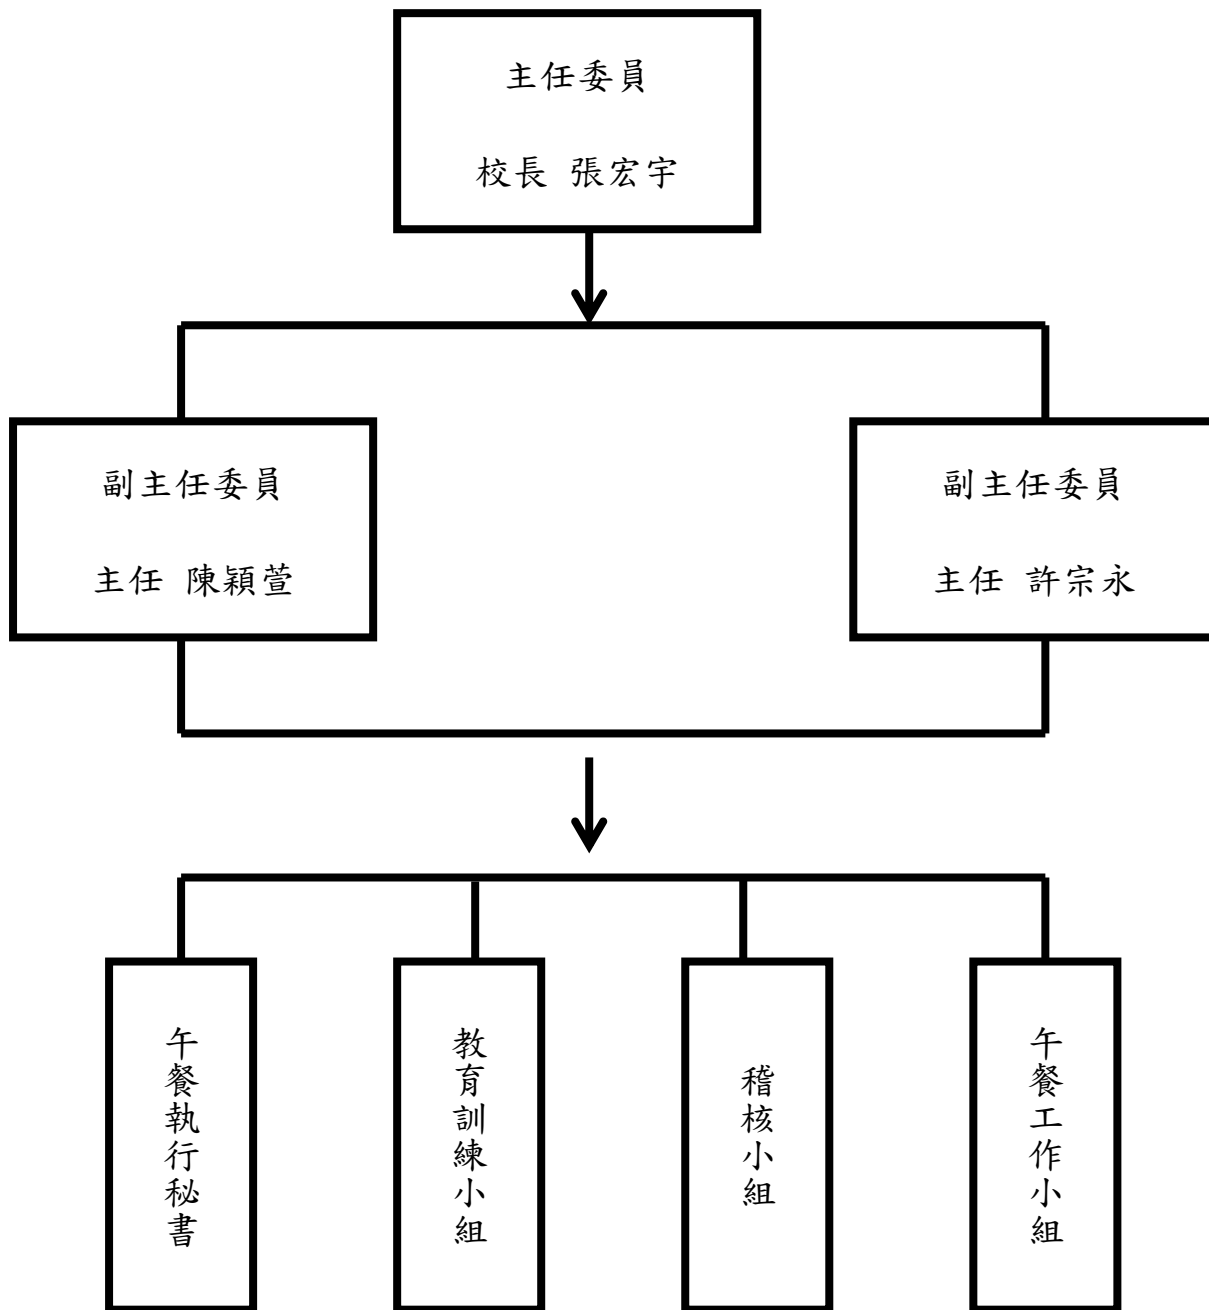 主任委員
校長 張宏宇
副主任委員
主任 陳穎萱
副主任委員
主任 許宗永
午餐執行秘書
教育訓練小組
稽核小組
午餐工作小組